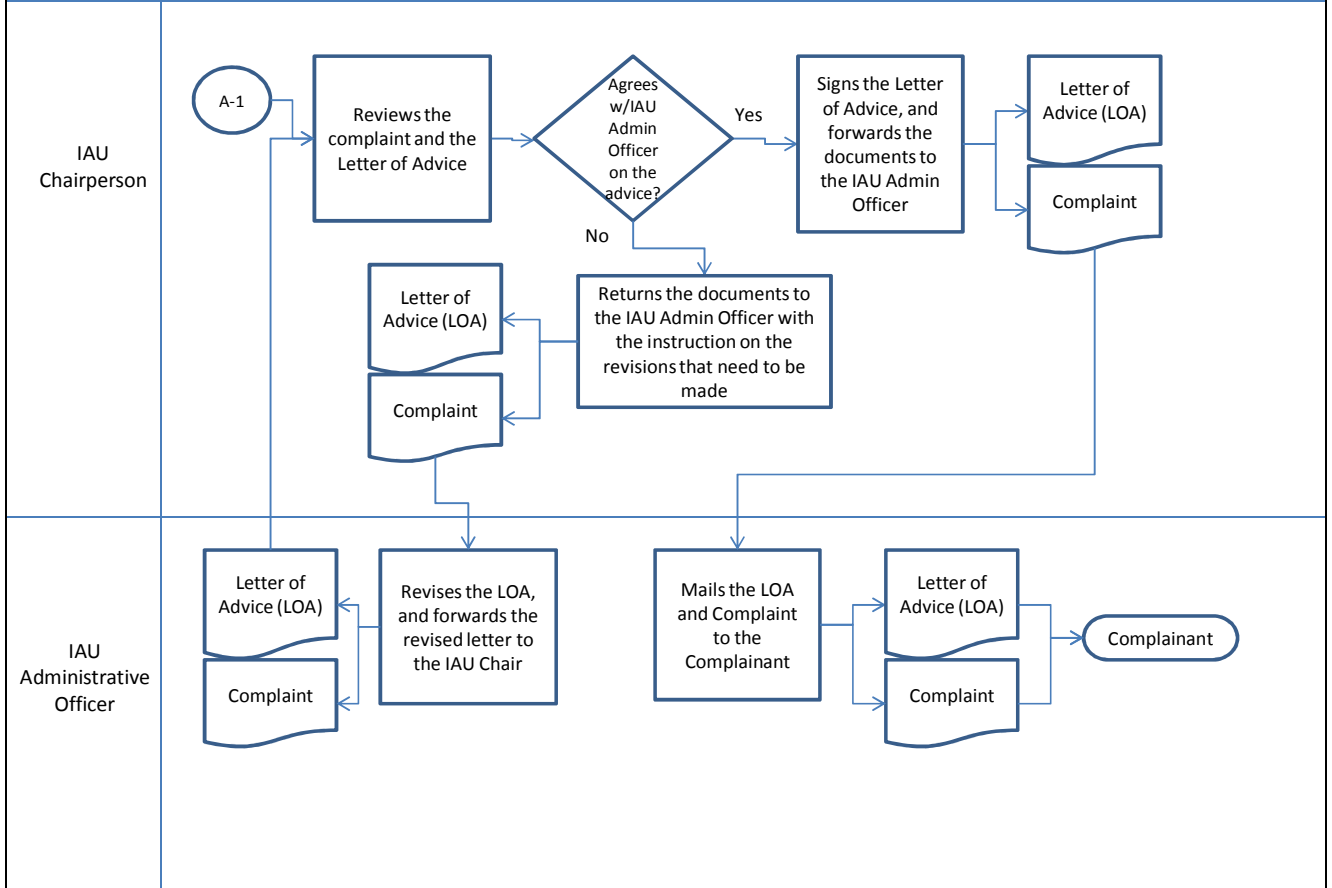 IAU
Chairperson
A-1
Reviews the
complaint and the
Letter of Advice
Agrees
w/IAU
Admin
Officer
on the
advice?
Yes
Signs the Letter
of Advice, and
forwards the
documents to
the IAU Admin
Officer
Letter of
Advice (LOA)
Complaint
No
Returns the documents to
the IAU Admin Officer with
the instruction on the
revisions that need to be
made
Letter of
Advice (LOA)
Complaint
IAU
Administrative
Officer
Letter of
Advice (LOA)
Complaint
Revises the LOA,
and forwards the
revised letter to
the IAU Chair
Mails the LOA
and Complaint
to the
Complainant
Letter of
Advice (LOA)
Complaint
Complainant